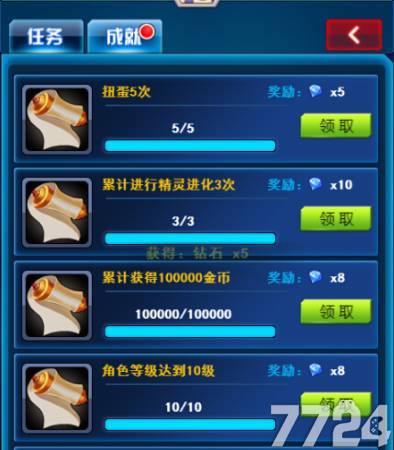 任务 成就
扭蛋5次 奖励： x5
5/5 领取
累计进行精灵进化3次 奖励： x10
3/3 领取
获得：钻石 x5
累计获得100000金币 奖励： x8
100000/100000 领取
角色等级达到10级 奖励： x8
10/10 领取
7724